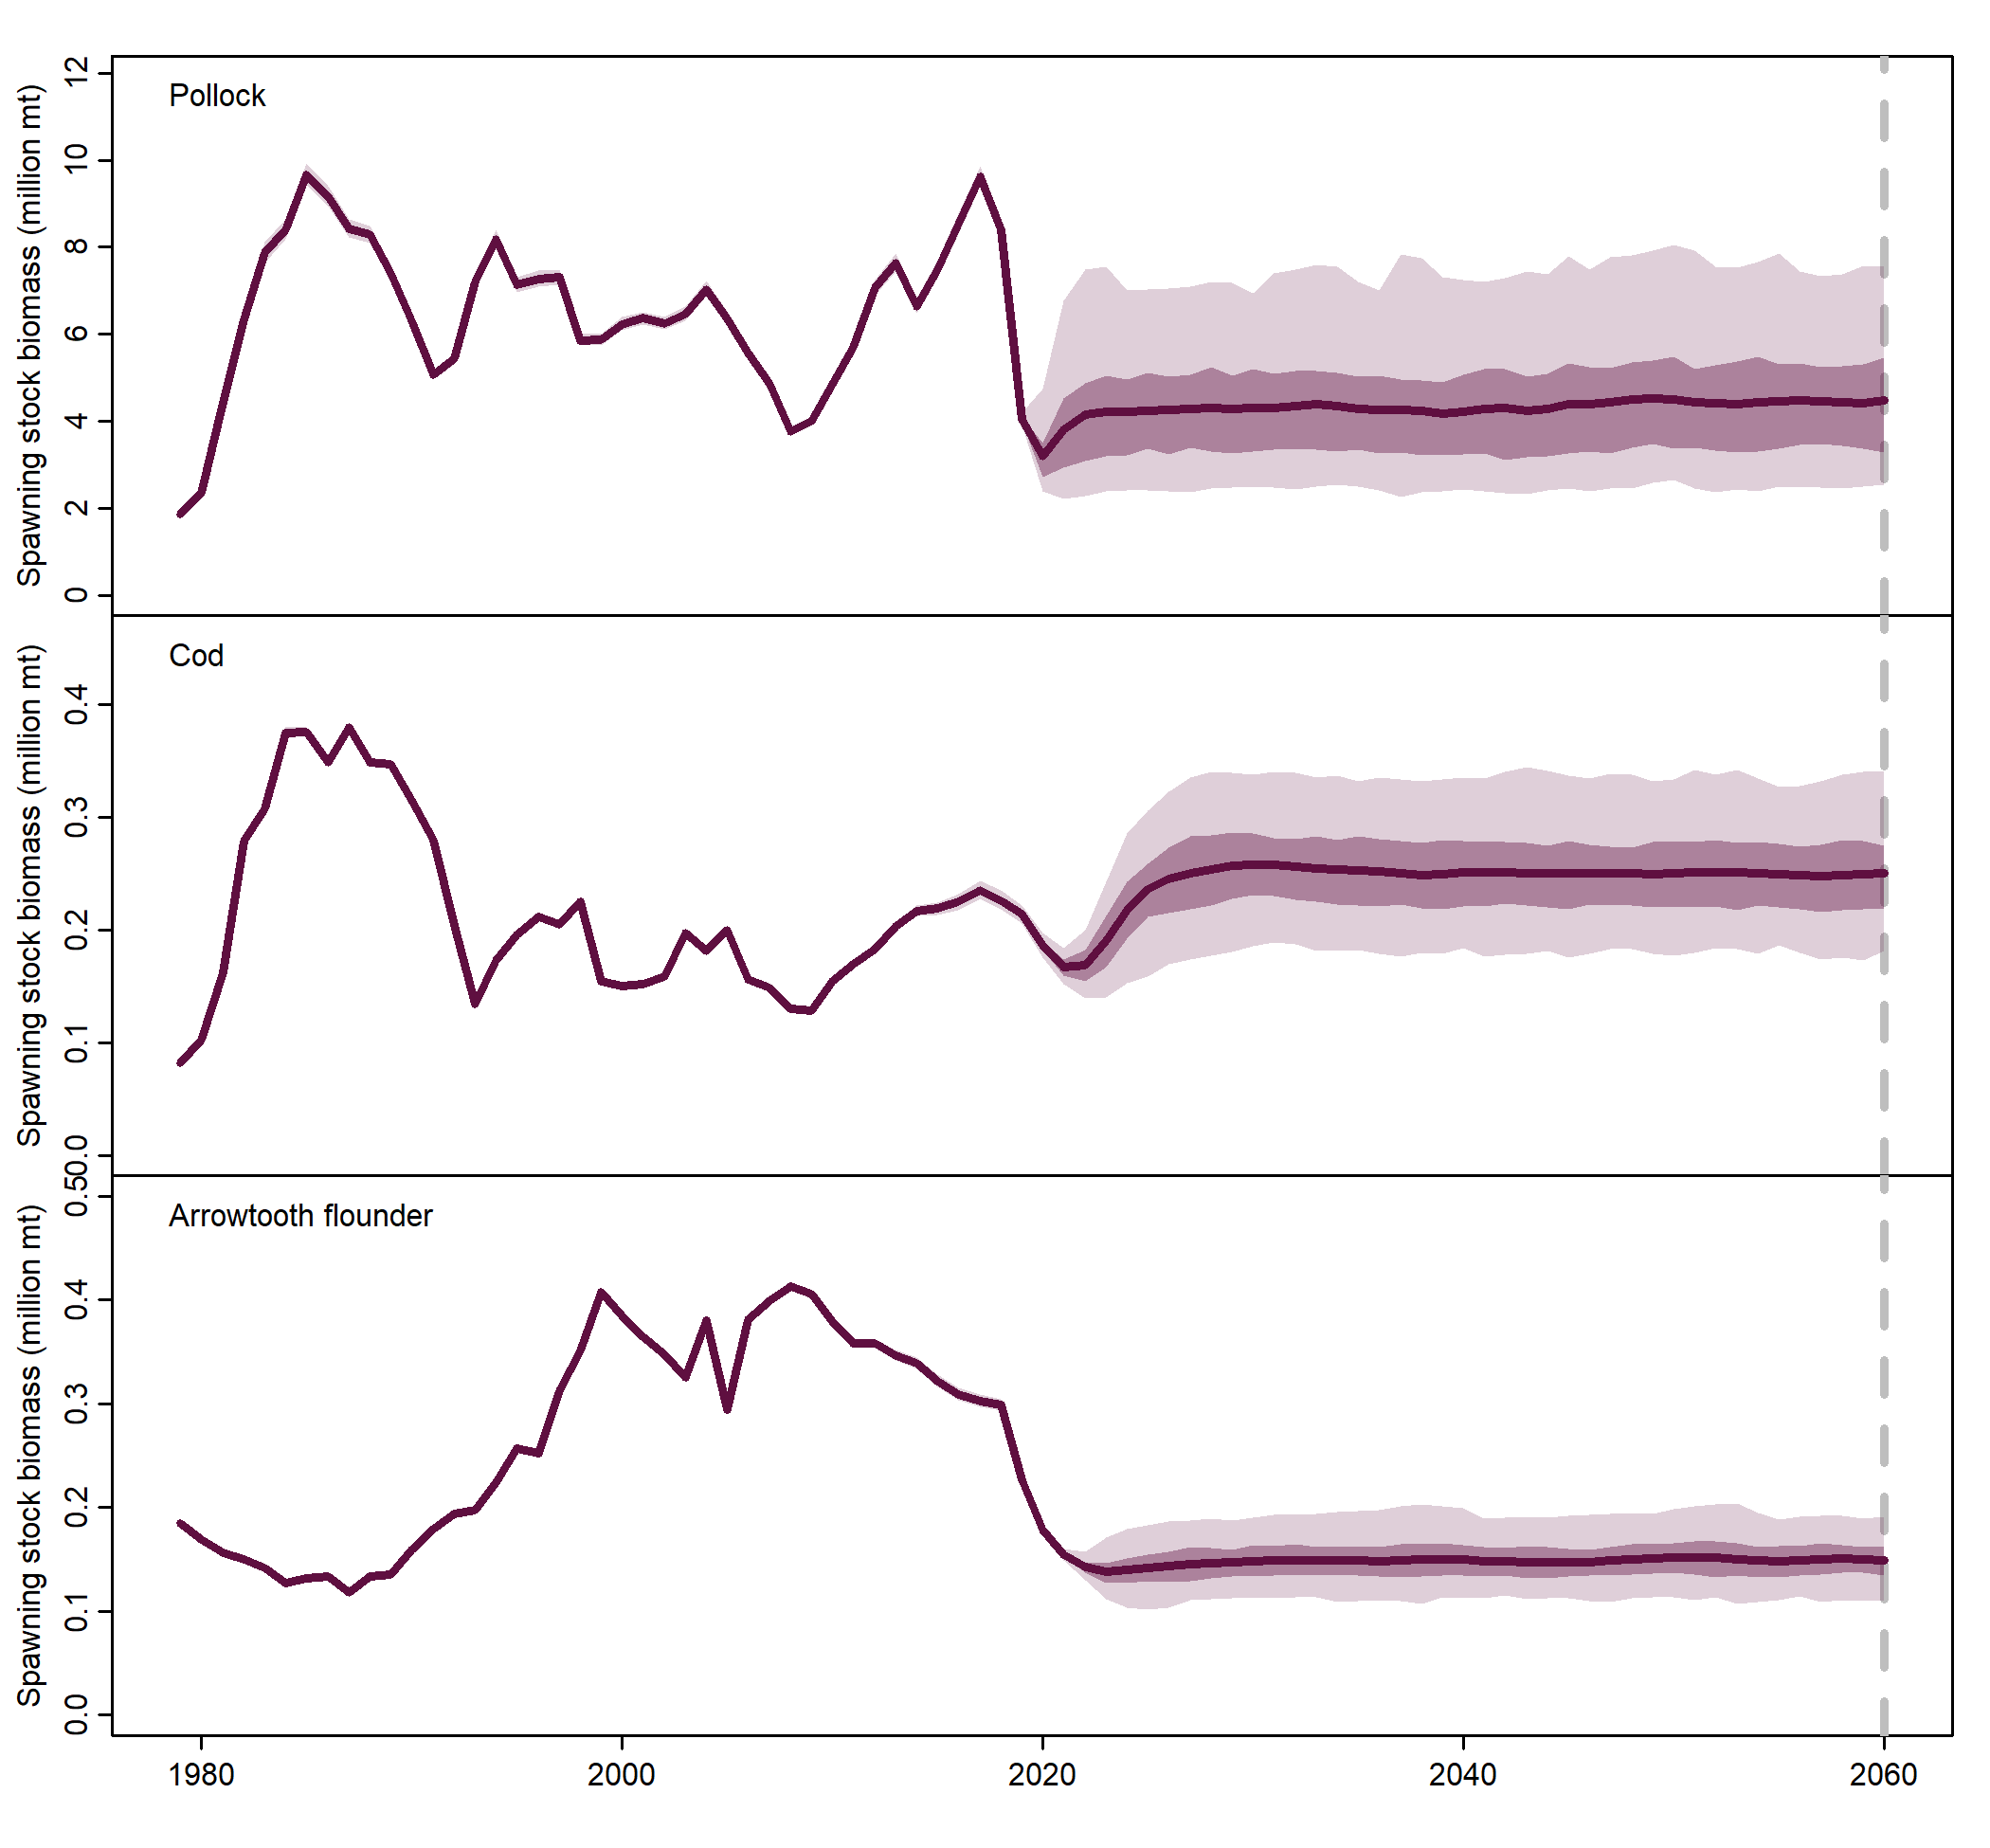 Pollock
Spawning stock biomass (million mt)
12
10
8
6
4
2
0
Cod
Spawning stock biomass (million mt)
0.4
0.3
0.2
0.1
0.0
Arrowtooth flounder
Spawning stock biomass (million mt)
0.5
0.4
0.3
0.2
0.1
0.0
1980 2000 2020 2040 2060